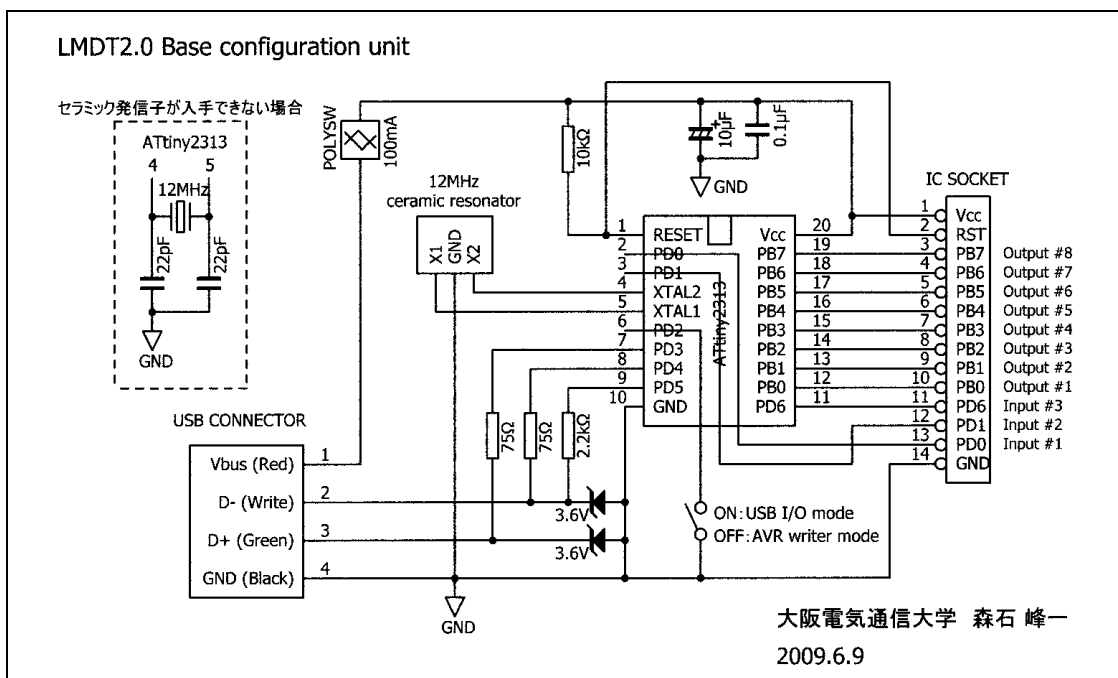 LMDT2.0 Base configuration unit
セラミック発信子が入手できない場合
ATtiny2313
4 5
12MHz
22pF 22pF
GND
POLYSW
100mA
10kΩ
10μF
+
0.1μF
GND
12MHz
ceramic resonator
X1 GND X2
IC SOCKET
1 RESET Vcc 20 1 Vcc
2 PD0 PB7 19 2 RST
3 PD1 PB6 18 3 PB7 Output #8
4 XTAL2 PB5 17 4 PB6 Output #7
5 XTAL1 PB4 16 5 PB5 Output #6
6 PD2 PB3 15 6 PB4 Output #5
7 PD3 PB2 14 7 PB3 Output #4
8 PD4 PB1 13 8 PB2 Output #3
9 PD5 PB0 12 9 PB1 Output #2
10 GND PD6 11 10 PB0 Output #1
11 PD6 Input #3
12 PD1 Input #2
13 PD0 Input #1
14 GND
ATtiny2313
75Ω 75Ω 2.2kΩ
USB CONNECTOR
Vbus (Red) 1
D- (Write) 2
D+ (Green) 3
GND (Black) 4
3.6V
3.6V
ON:USB I/O mode
OFF:AVR writer mode
GND
大阪電気通信大学 森石 峰一
2009.6.9